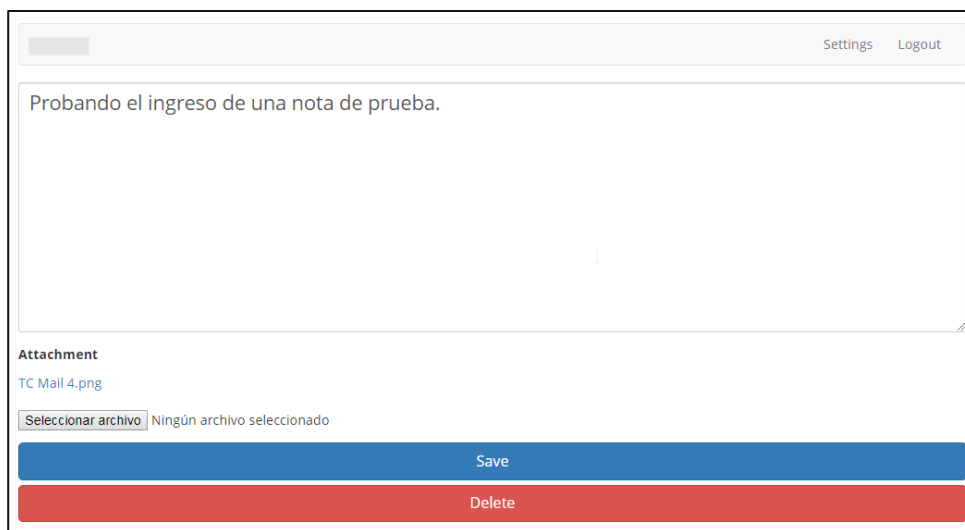 Settings Logout
Probando el ingreso de una nota de prueba.
Attachment
TC Mail 4.png
Seleccionar archivo Ningún archivo seleccionado
Save
Delete